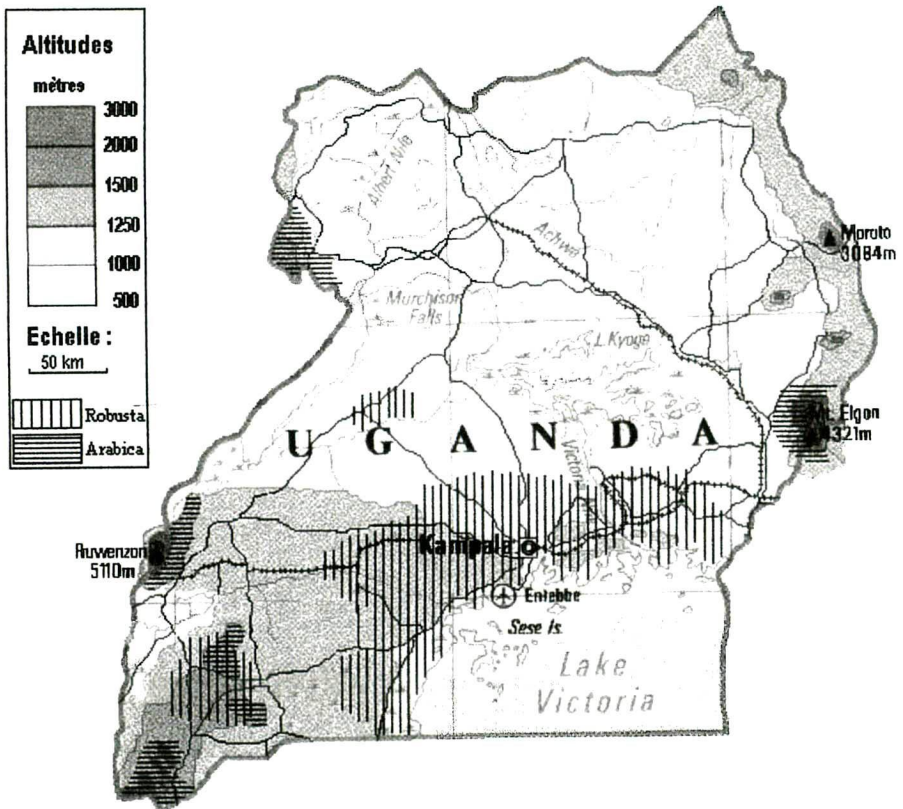 Altitudes
mètres
3000
2000
1500
1250
1000
500
Echelle :
50 km
Robusta
Arabica
Albert Nile
Achwa
Moroto
3084m
Murchison
Falls
L. Kyoga
Mt. Elgon
4321m
UGANDA
Victoria
Ruwenzori
5110m
Kampala
Entebbe
Sese Is.
Lake
Victoria